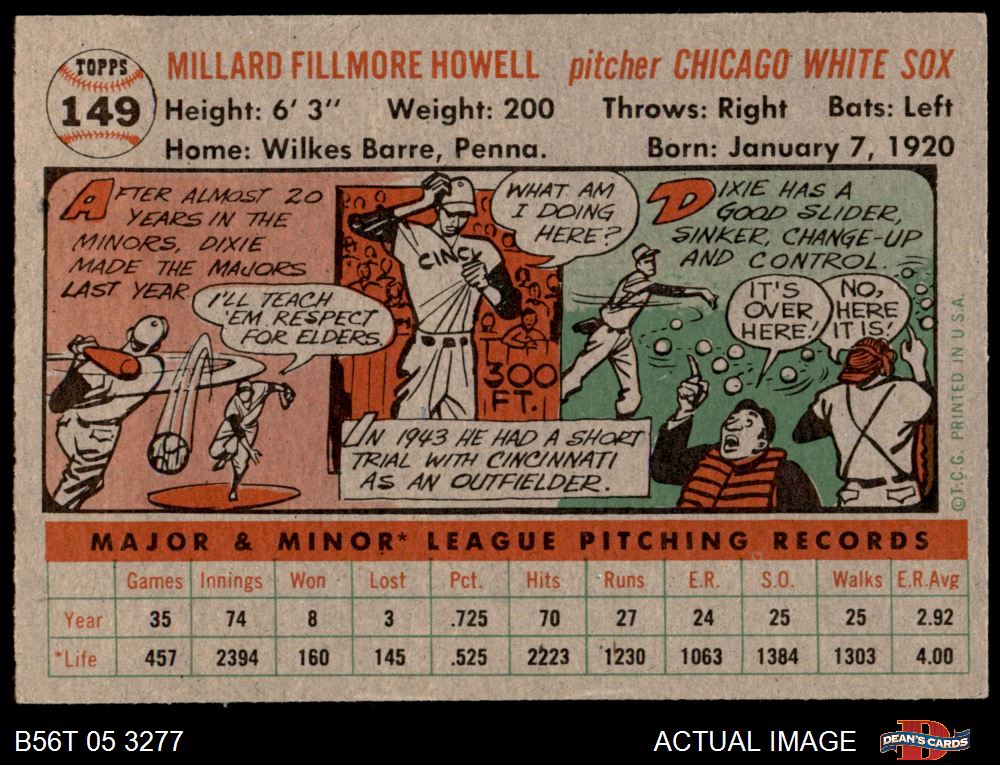 TOPPS
149
MILLARD FILLMORE HOWELL pitcher CHICAGO WHITE SOX
Height: 6' 3" Weight: 200 Throws: Right Bats: Left
Home: Wilkes Barre, Penna. Born: January 7, 1920
AFTER ALMOST 20
YEARS IN THE
MINORS, DIXIE
MADE THE MAJORS
LAST YEAR
I'LL TEACH
'EM RESPECT
FOR ELDERS.
WHAT AM
I DOING
HERE?
CINCY
300
FT.
IN 1943 HE HAD A SHORT
TRIAL WITH CINCINNATI
AS AN OUTFIELDER.
DIXIE HAS A
GOOD SLIDER,
SINKER, CHANGE-UP
AND CONTROL.
IT'S
OVER
HERE!
NO,
HERE
IT IS!
© T.C.G. PRINTED IN U.S.A.
MAJOR & MINOR* LEAGUE PITCHING RECORDS
Games Innings Won Lost Pct. Hits Runs E.R. S.O. Walks E.R.Avg
Year 35 74 8 3 .725 70 27 24 25 25 2.92
*Life 457 2394 160 145 .525 2223 1230 1063 1384 1303 4.00
B56T 05 3277
ACTUAL IMAGE
D
DEAN'S CARDS